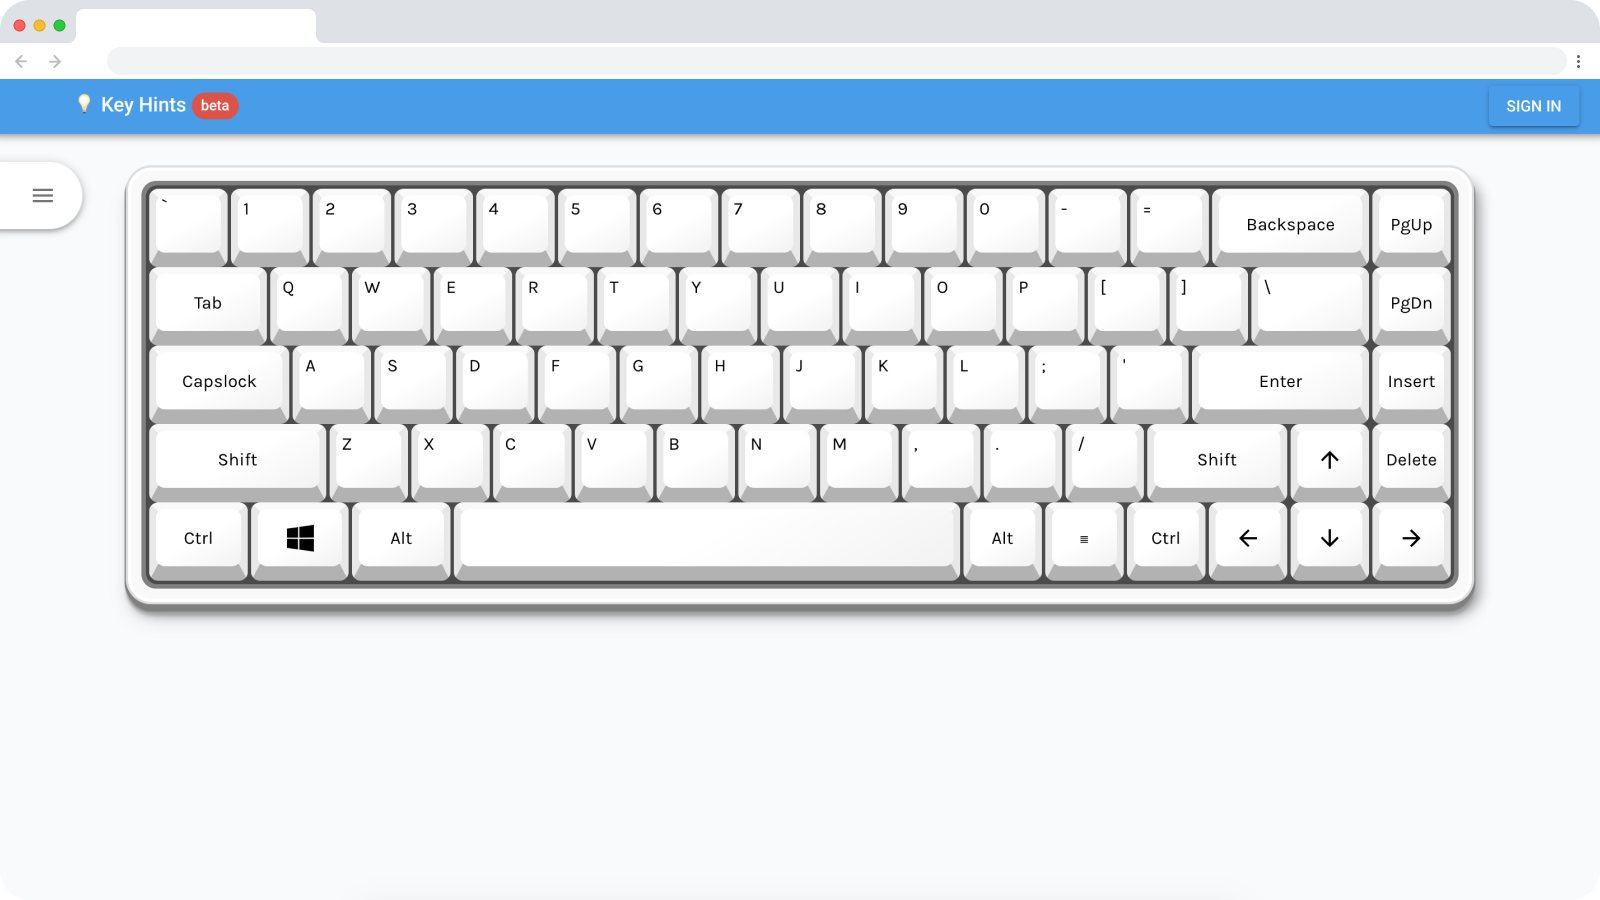 Key Hints beta
SIGN IN
` 1 2 3 4 5 6 7 8 9 0 - = Backspace PgUp
Tab Q W E R T Y U I O P [ ] \ PgDn
Capslock A S D F G H J K L ; ' Enter Insert
Shift Z X C V B N M , . / Shift ↑ Delete
Ctrl Alt Alt ≡ Ctrl ← ↓ →